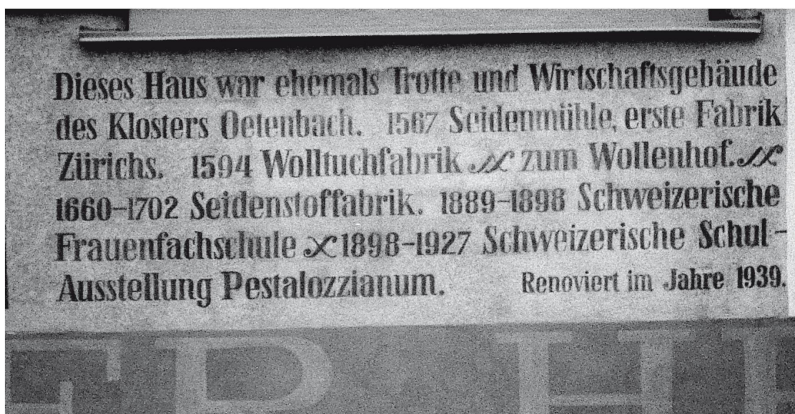 Dieses Haus war ehemals Trotte und Wirtschaftsgebäude
des Klosters Oetenbach. 1567 Seidenmühle, erste Fabrik
Zürichs. 1594 Wolltuchfabrik zum Wollenhof.
1660-1702 Seidenstoffabrik. 1889-1898 Schweizerische
Frauenfachschule 1898-1927 Schweizerische Schul-
Ausstellung Pestalozzianum. Renoviert im Jahre 1939.